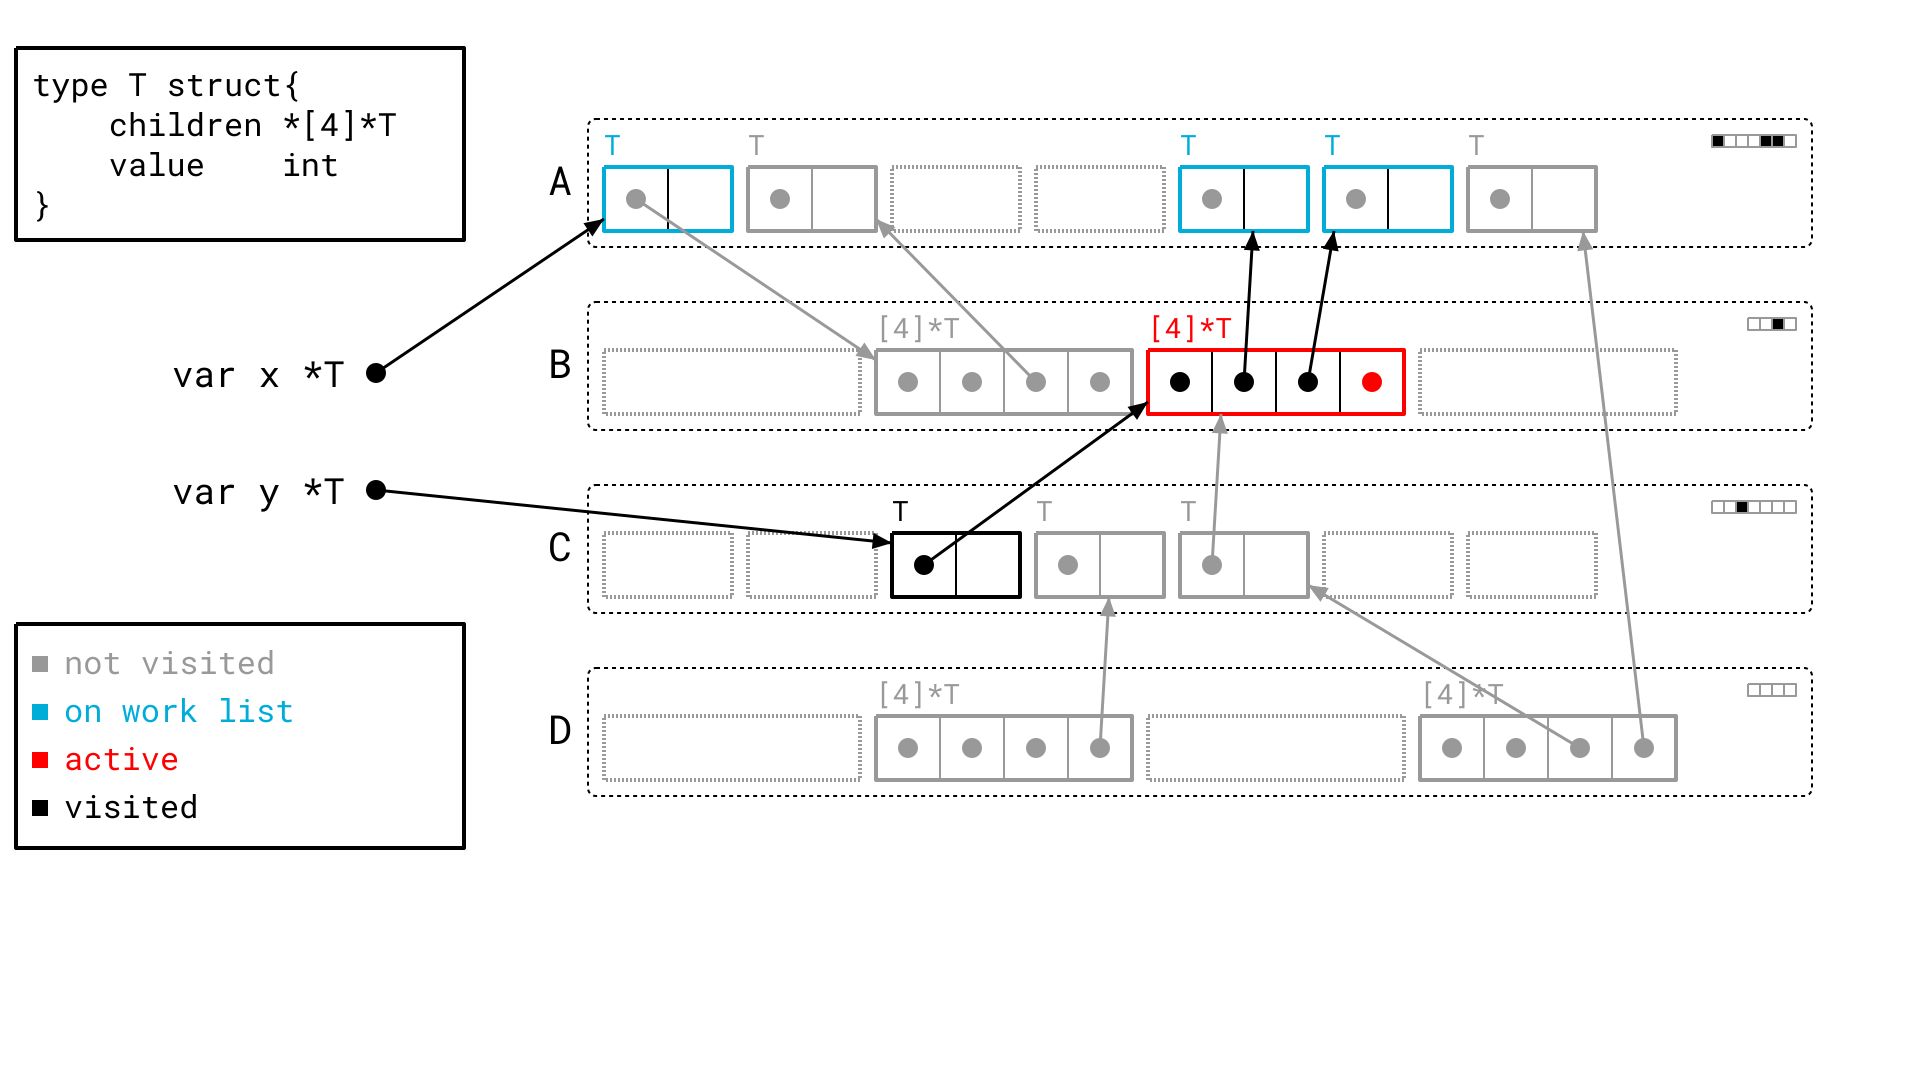 type T struct{
    children *[4]*T
    value    int
}
var x *T
var y *T
not visited
on work list
active
visited
A
T T T T T
B
[4]*T [4]*T
C
T T T
D
[4]*T [4]*T